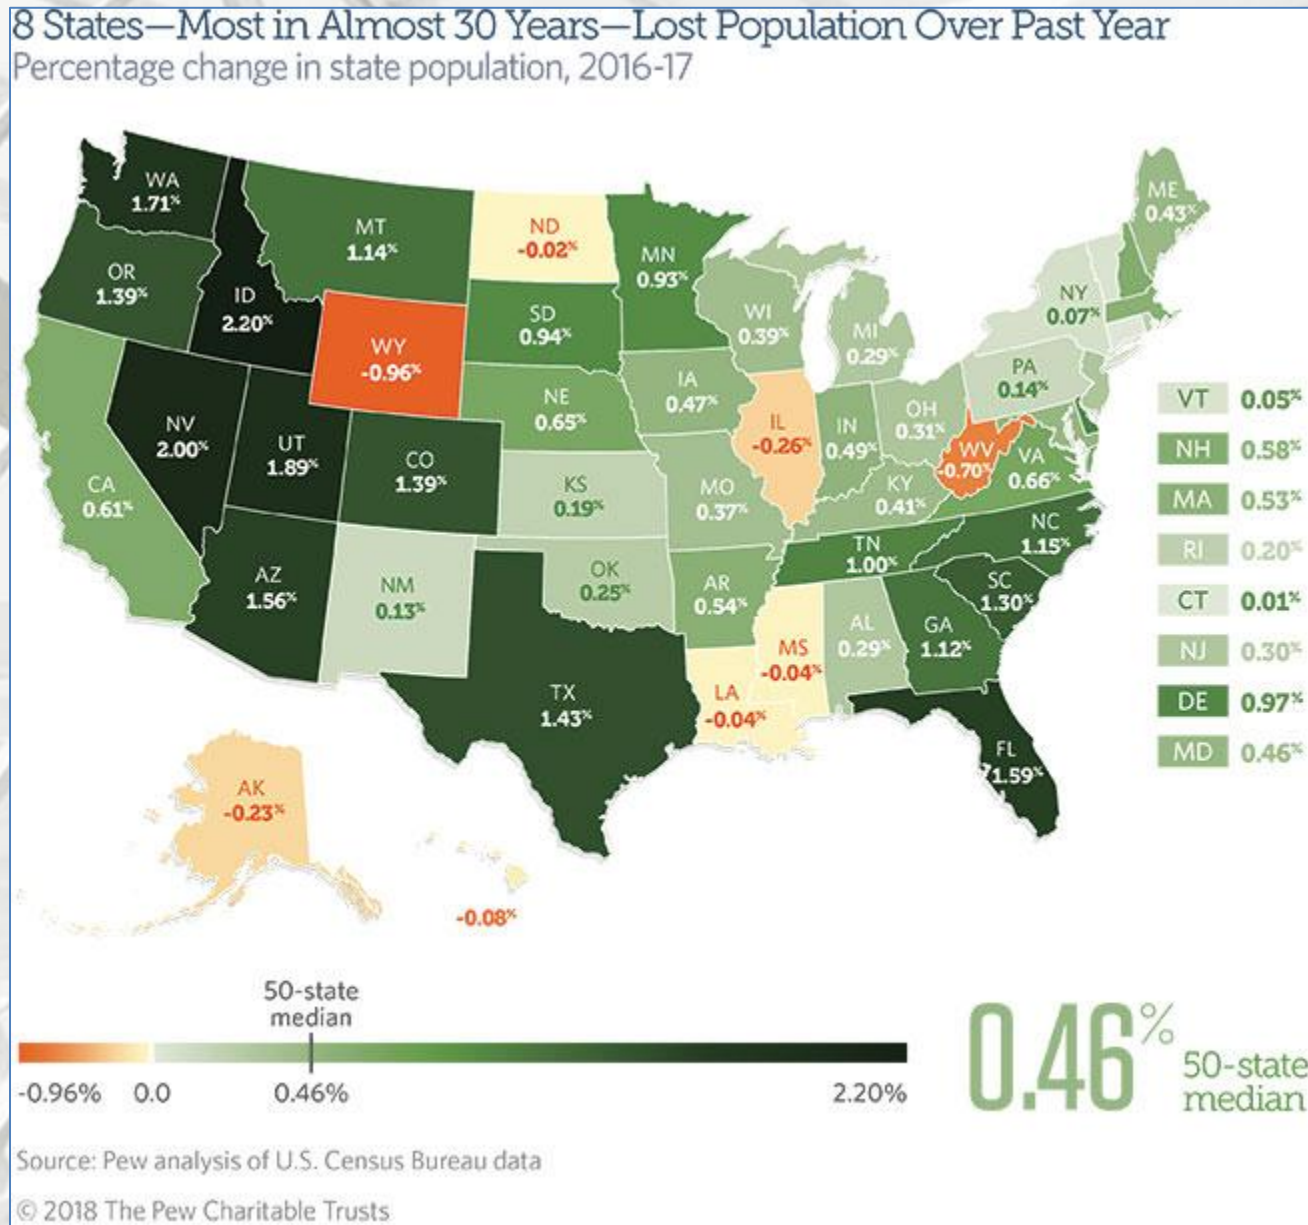 8 States—Most in Almost 30 Years—Lost Population Over Past Year
Percentage change in state population, 2016-17
WA
1.71%
OR
1.39%
ID
2.20%
MT
1.14%
WY
-0.96%
ND
-0.02%
SD
0.94%
NE
0.65%
MN
0.93%
WI
0.39%
MI
0.29%
IA
0.47%
IL
-0.26%
IN
0.49%
OH
0.31%
PA
0.14%
NY
0.07%
ME
0.43%
CA
0.61%
NV
2.00%
UT
1.89%
CO
1.39%
KS
0.19%
MO
0.37%
KY
0.41%
WV
-0.70%
VA
0.66%
AZ
1.56%
NM
0.13%
OK
0.25%
AR
0.54%
TN
1.00%
NC
1.15%
SC
1.30%
TX
1.43%
LA
-0.04%
MS
-0.04%
AL
0.29%
GA
1.12%
FL
1.59%
AK
-0.23%
-0.08%
VT 0.05%
NH 0.58%
MA 0.53%
RI 0.20%
CT 0.01%
NJ 0.30%
DE 0.97%
MD 0.46%
50-state
median
-0.96% 0.0 0.46% 2.20%
0.46%
50-state
median
Source: Pew analysis of U.S. Census Bureau data
© 2018 The Pew Charitable Trusts